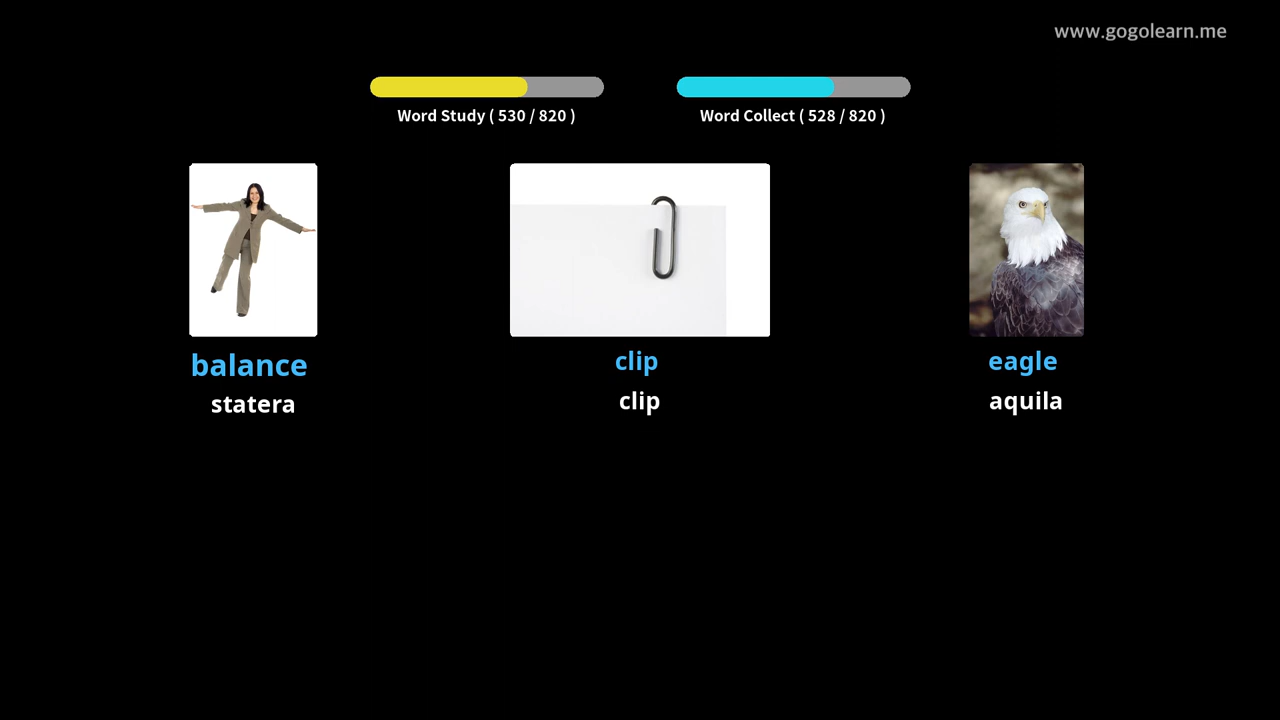 www.gogolearn.me
Word Study ( 530 / 820 )
Word Collect ( 528 / 820 )
balance
statera
clip
clip
eagle
aquila